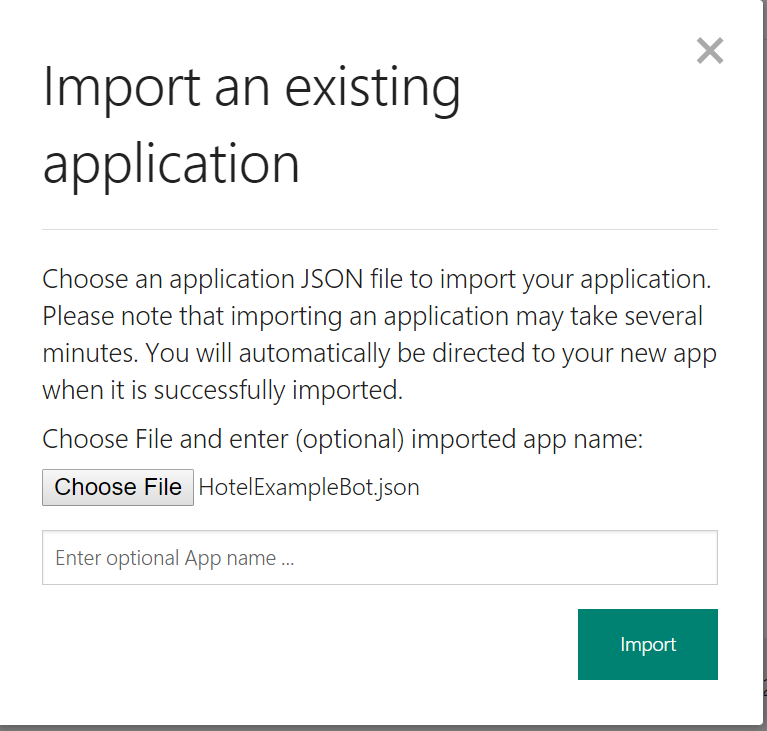 Import an existing
application
Choose an application JSON file to import your application.
Please note that importing an application may take several
minutes. You will automatically be directed to your new app
when it is successfully imported.
Choose File and enter (optional) imported app name:
Choose File HotelExampleBot.json
Enter optional App name ...
Import